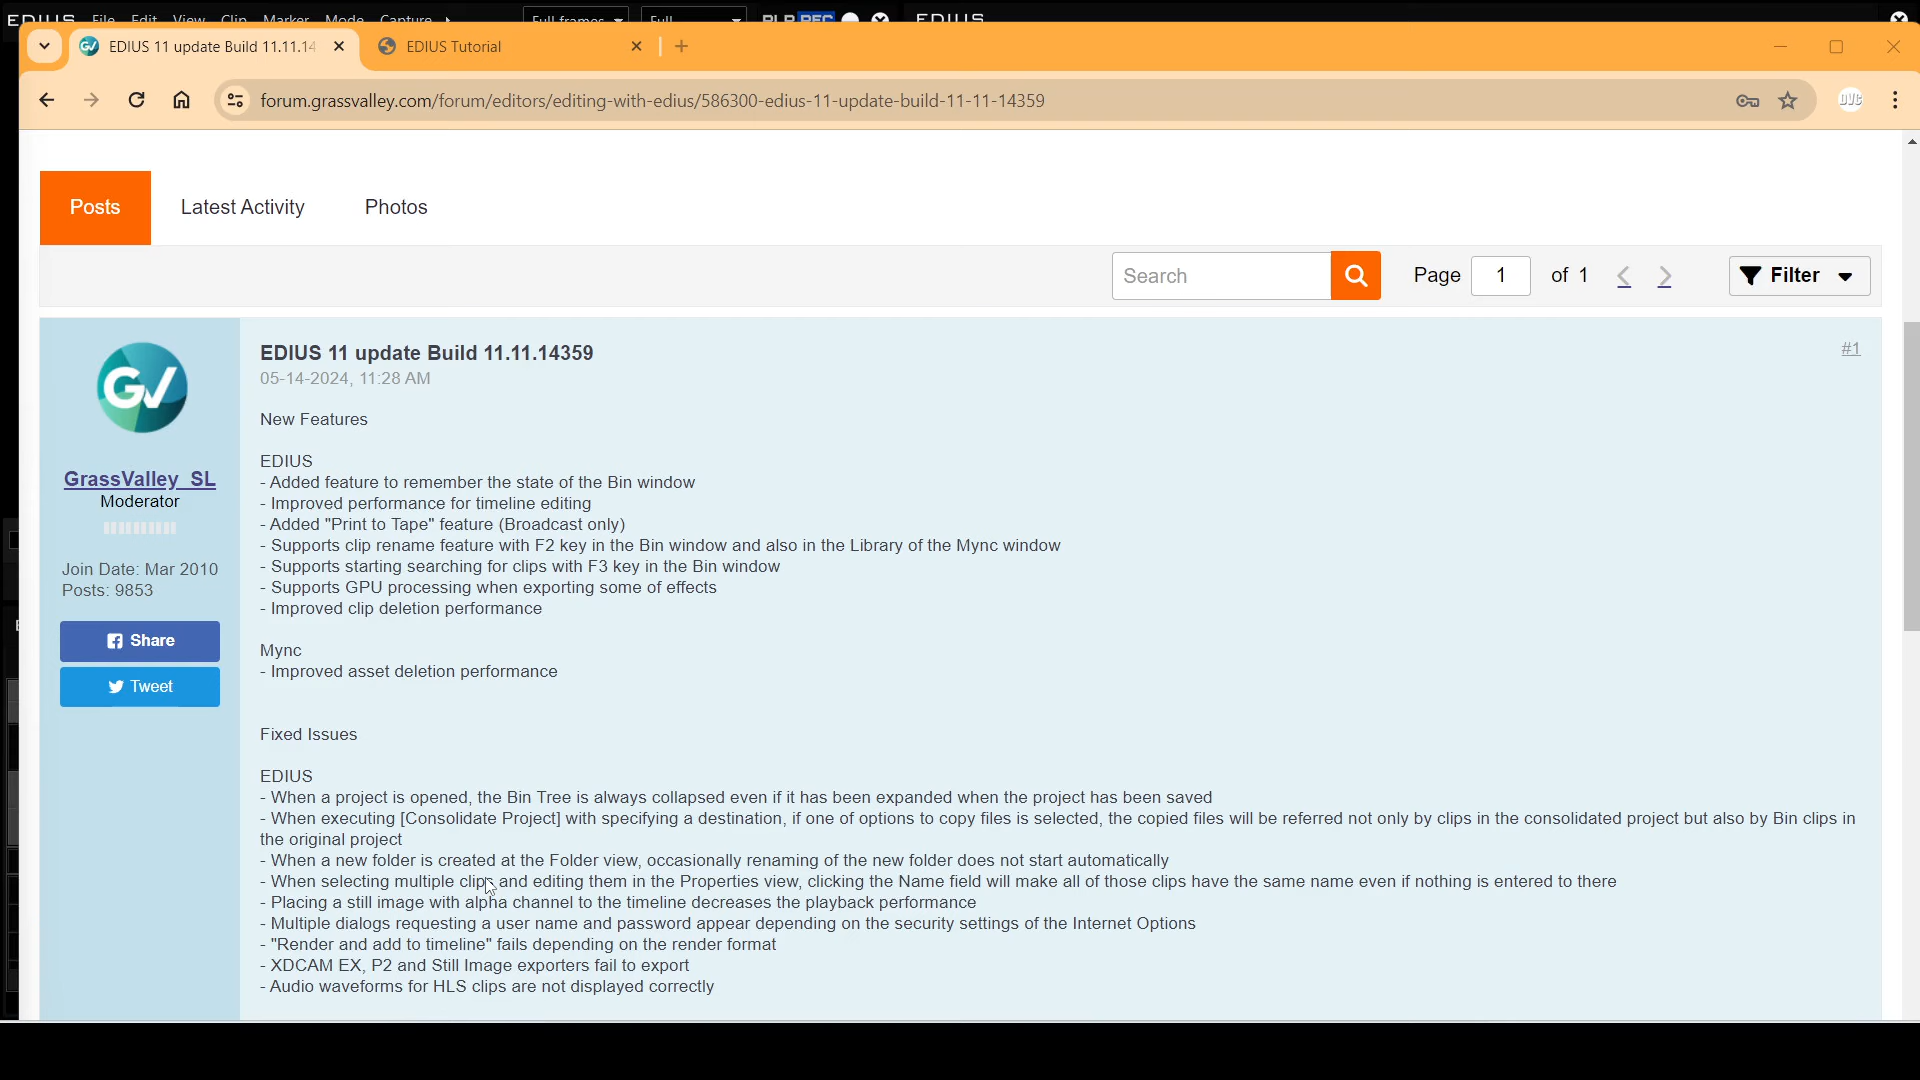 EDIUS File Edit View Clip Marker Mode Capture Full frames Full PLR REC EDIUS
EDIUS 11 update Build 11.11.14
EDIUS Tutorial
forum.grassvalley.com/forum/editors/editing-with-edius/586300-edius-11-update-build-11-11-14359
DVC
Posts Latest Activity Photos
Search Page 1 of 1 Filter
GV
GrassValley_SL
Moderator
Join Date: Mar 2010
Posts: 9853
Share
Tweet
EDIUS 11 update Build 11.11.14359
#1
05-14-2024, 11:28 AM
New Features
EDIUS
- Added feature to remember the state of the Bin window
- Improved performance for timeline editing
- Added "Print to Tape" feature (Broadcast only)
- Supports clip rename feature with F2 key in the Bin window and also in the Library of the Mync window
- Supports starting searching for clips with F3 key in the Bin window
- Supports GPU processing when exporting some of effects
- Improved clip deletion performance
Mync
- Improved asset deletion performance
Fixed Issues
EDIUS
- When a project is opened, the Bin Tree is always collapsed even if it has been expanded when the project has been saved
- When executing [Consolidate Project] with specifying a destination, if one of options to copy files is selected, the copied files will be referred not only by clips in the consolidated project but also by Bin clips in
the original project
- When a new folder is created at the Folder view, occasionally renaming of the new folder does not start automatically
- When selecting multiple clips and editing them in the Properties view, clicking the Name field will make all of those clips have the same name even if nothing is entered to there
- Placing a still image with alpha channel to the timeline decreases the playback performance
- Multiple dialogs requesting a user name and password appear depending on the security settings of the Internet Options
- "Render and add to timeline" fails depending on the render format
- XDCAM EX, P2 and Still Image exporters fail to export
- Audio waveforms for HLS clips are not displayed correctly